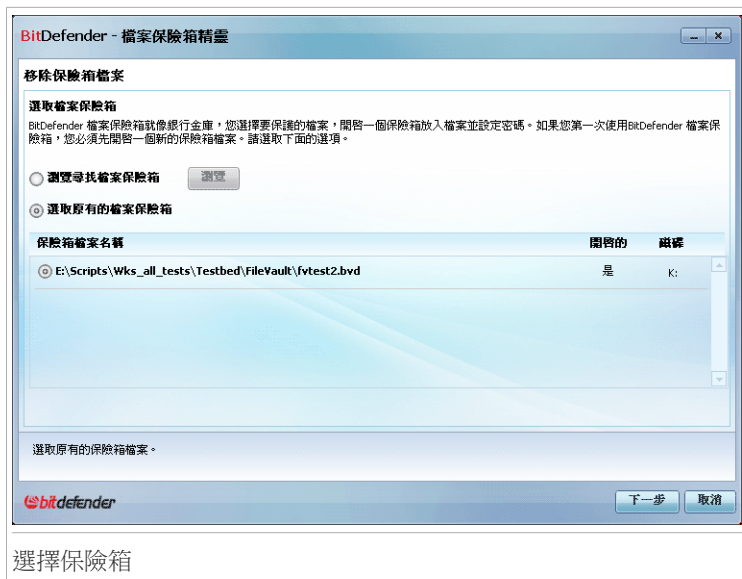 BitDefender - 檔案保險箱精靈
移除保險箱檔案
選取檔案保險箱
BitDefender 檔案保險箱就像銀行金庫，您選擇要保護的檔案，開啓一個保險箱放入檔案並設定密碼。如果您第一次使用BitDefender 檔案保
險箱，您必須先開啓一個新的保險箱檔案。請選取下面的選項。
瀏覽尋找檔案保險箱 瀏覽
選取原有的檔案保險箱
保險箱檔案名稱 開啓的 磁碟
E:\Scripts\Wks_all_tests\Testbed\FileVault\fvtest2.bvd 是 K:
選取原有的保險箱檔案。
bitdefender 下一步 取消
選擇保險箱